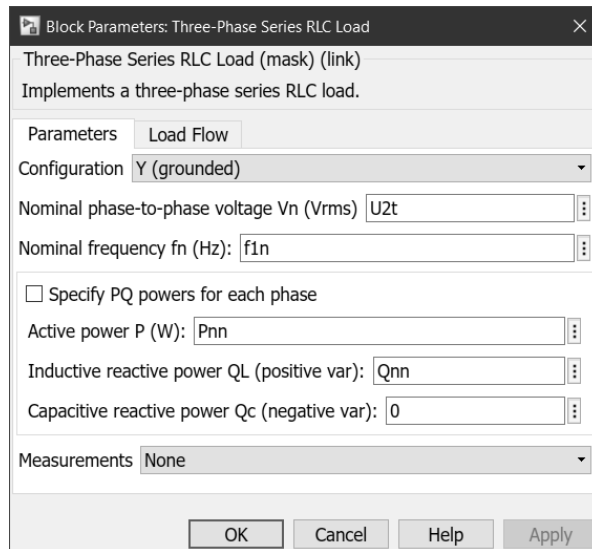 Block Parameters: Three-Phase Series RLC Load
Three-Phase Series RLC Load (mask) (link)
Implements a three-phase series RLC load.
Parameters Load Flow
Configuration Y (grounded)
Nominal phase-to-phase voltage Vn (Vrms) U2t
Nominal frequency fn (Hz): f1n
Specify PQ powers for each phase
Active power P (W): Pnn
Inductive reactive power QL (positive var): Qnn
Capacitive reactive power Qc (negative var): 0
Measurements None
OK Cancel Help Apply